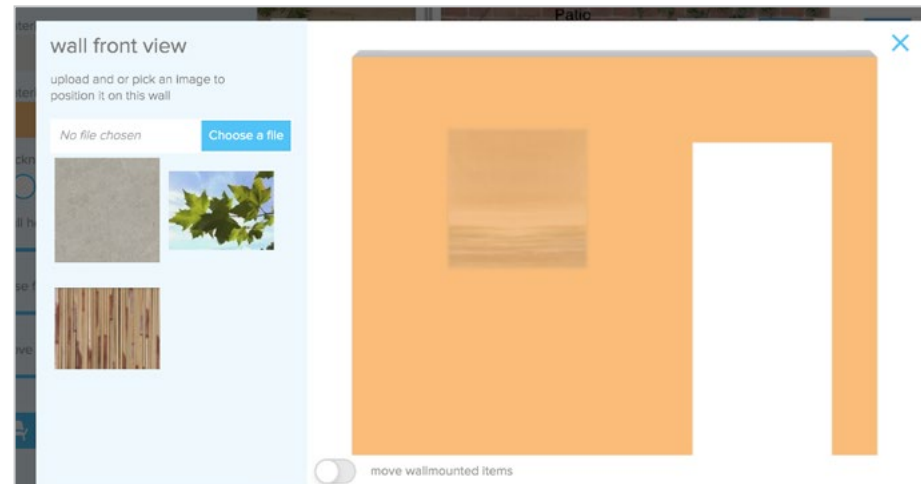 Patio
wall front view
upload and or pick an image to
position it on this wall
No file chosen
Choose a file
move wallmounted items